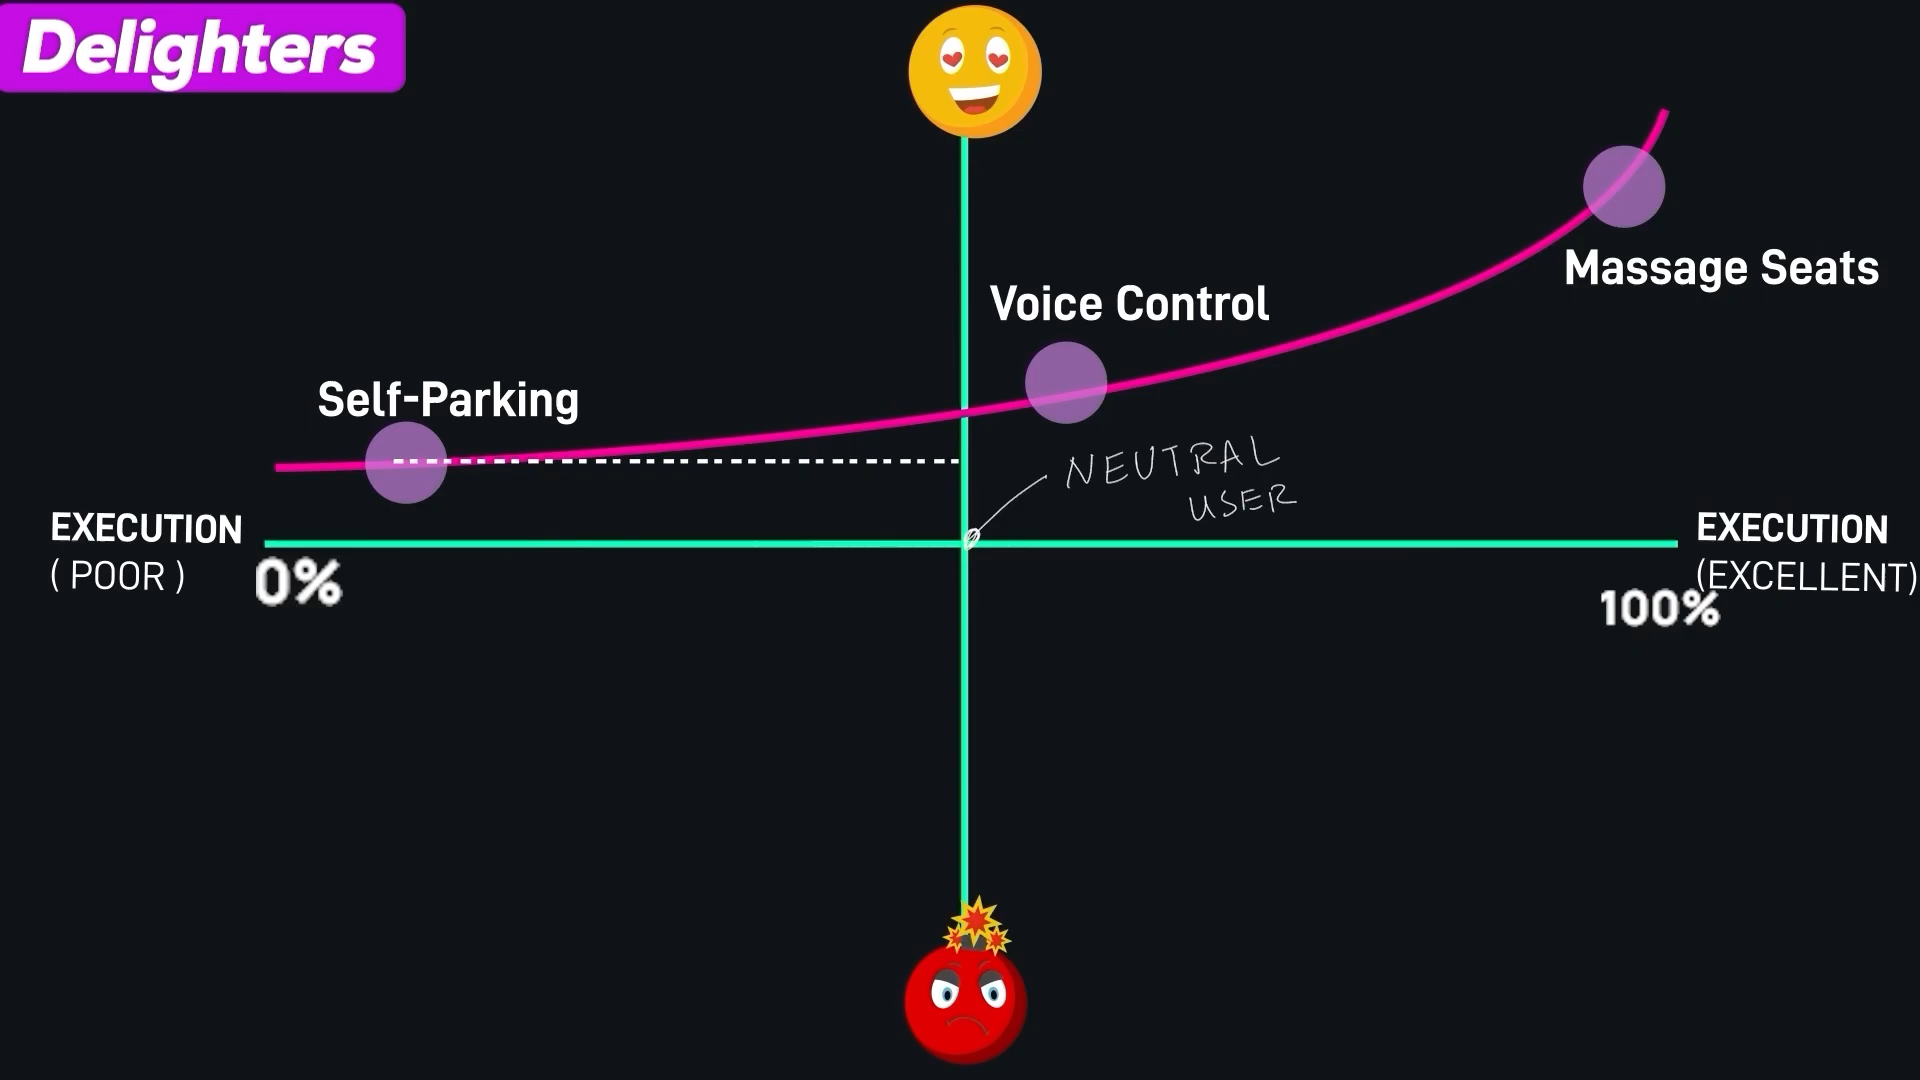 Delighters
Massage Seats
Voice Control
Self-Parking
NEUTRAL
USER
EXECUTION
( POOR )
0%
EXECUTION
(EXCELLENT)
100%